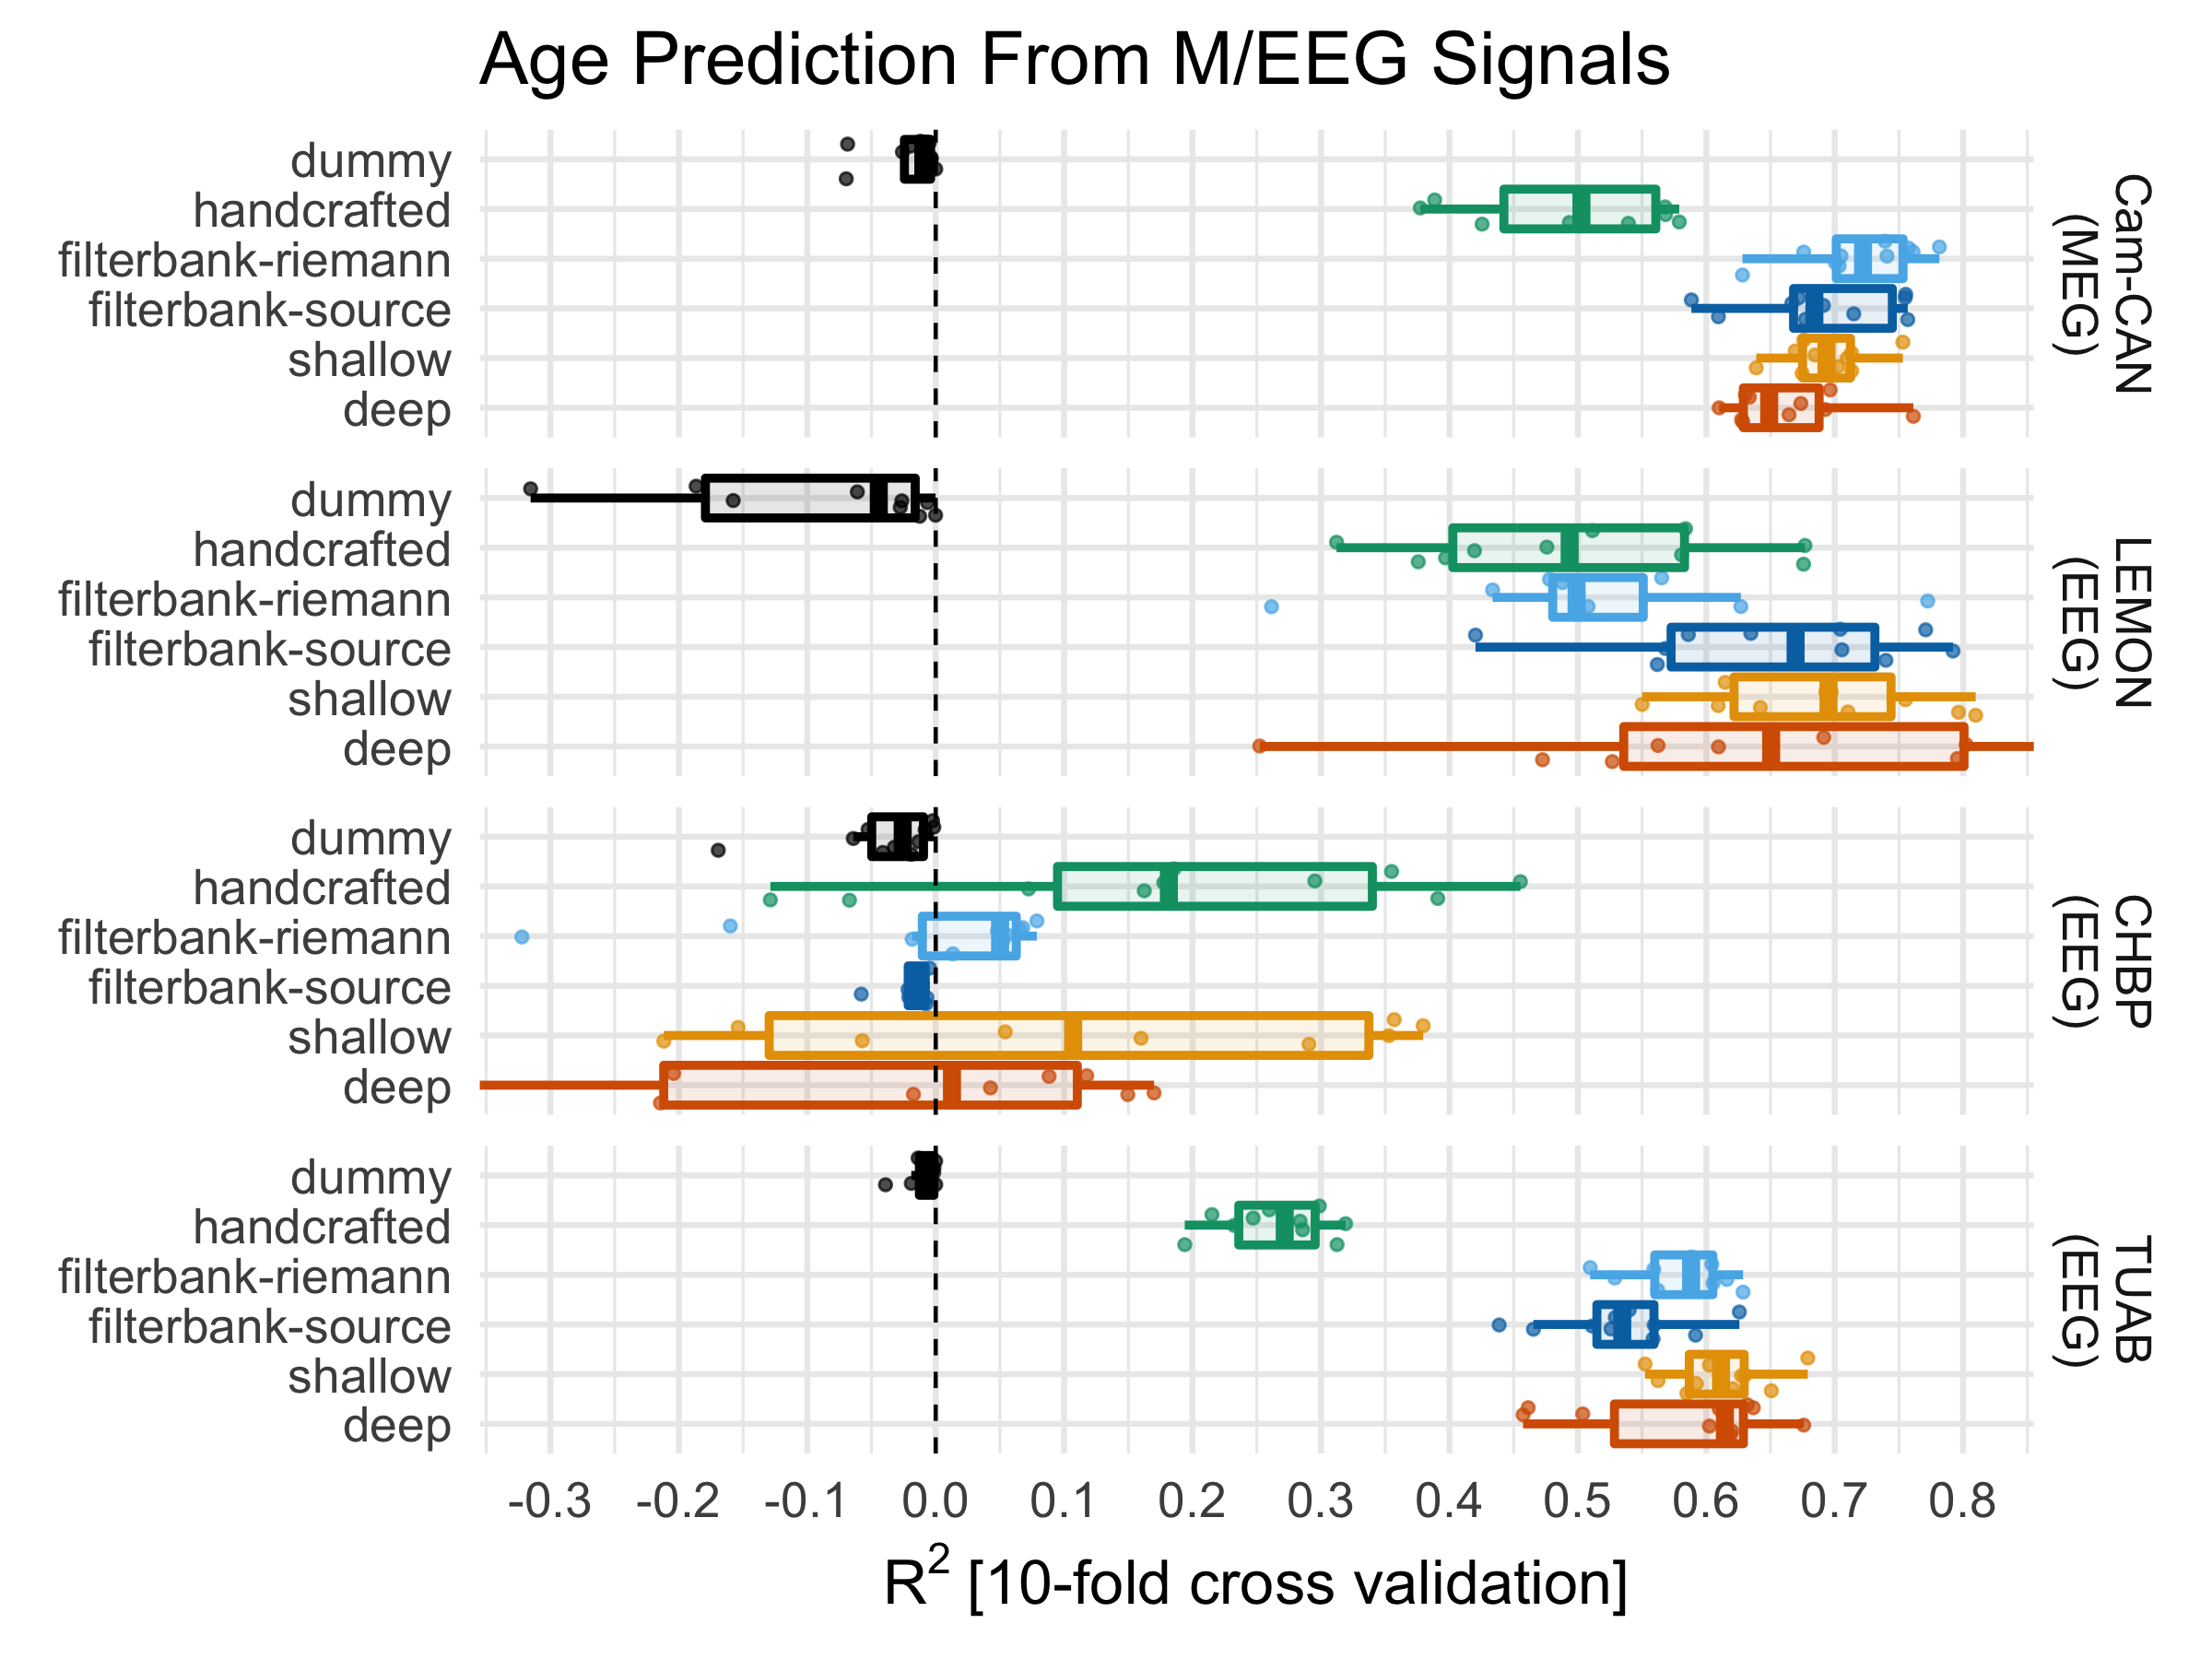 Age Prediction From M/EEG Signals
dummy
handcrafted
filterbank-riemann
filterbank-source
shallow
deep
Cam-CAN
(MEG)
dummy
handcrafted
filterbank-riemann
filterbank-source
shallow
deep
LEMON
(EEG)
dummy
handcrafted
filterbank-riemann
filterbank-source
shallow
deep
CHBP
(EEG)
dummy
handcrafted
filterbank-riemann
filterbank-source
shallow
deep
TUAB
(EEG)
-0.3 -0.2 -0.1 0.0 0.1 0.2 0.3 0.4 0.5 0.6 0.7 0.8
R² [10-fold cross validation]